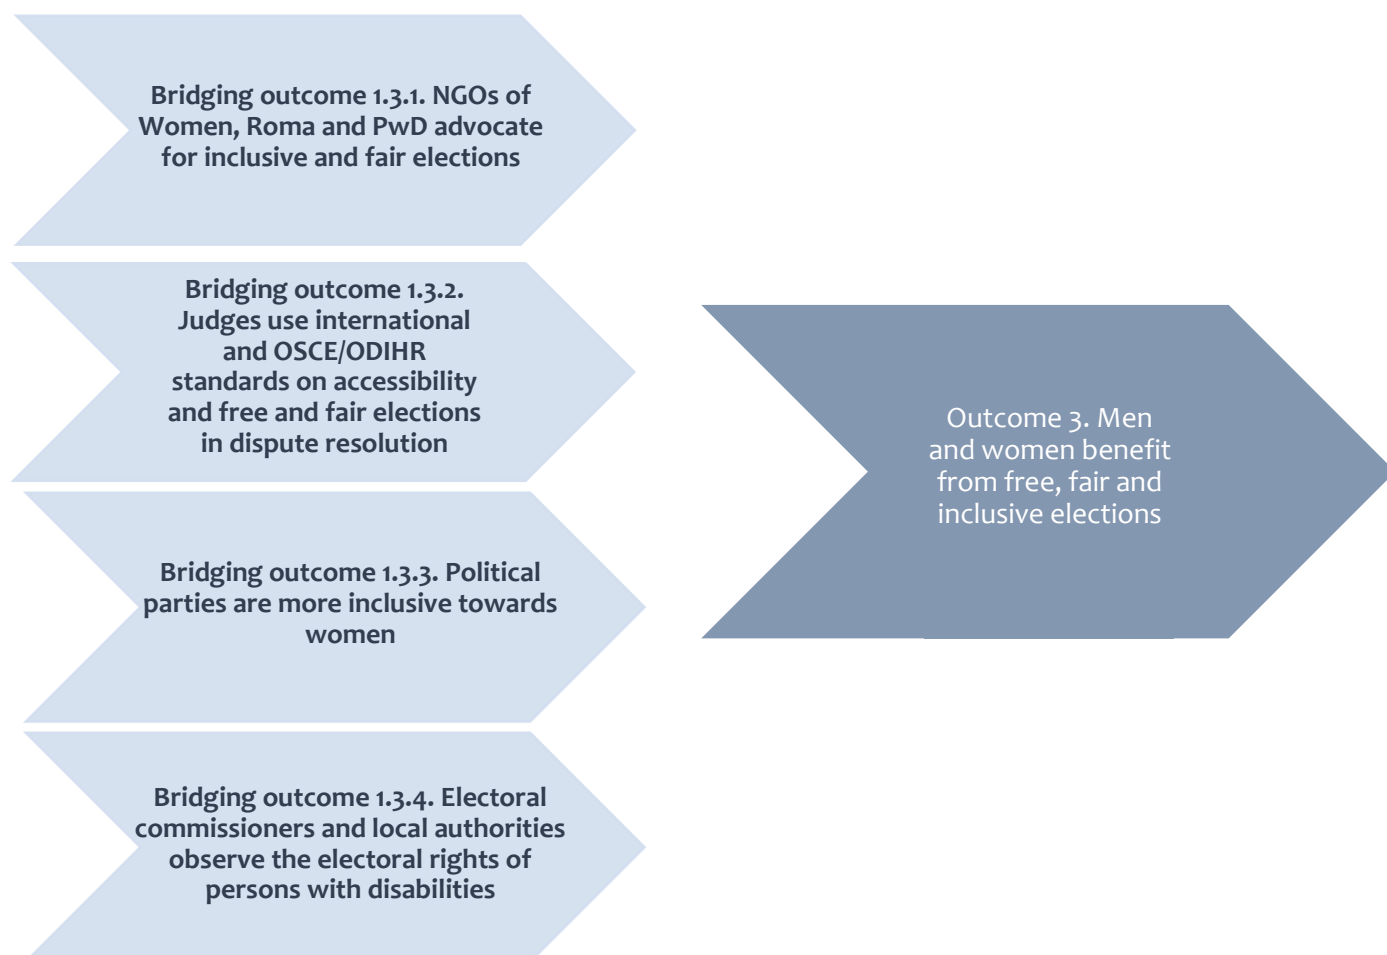 Bridging outcome 1.3.1. NGOs of
Women, Roma and PwD advocate
for inclusive and fair elections
Bridging outcome 1.3.2.
Judges use international
and OSCE/ODIHR
standards on accessibility
and free and fair elections
in dispute resolution
Bridging outcome 1.3.3. Political
parties are more inclusive towards
women
Bridging outcome 1.3.4. Electoral
commissioners and local authorities
observe the electoral rights of
persons with disabilities
Outcome 3. Men
and women benefit
from free, fair and
inclusive elections